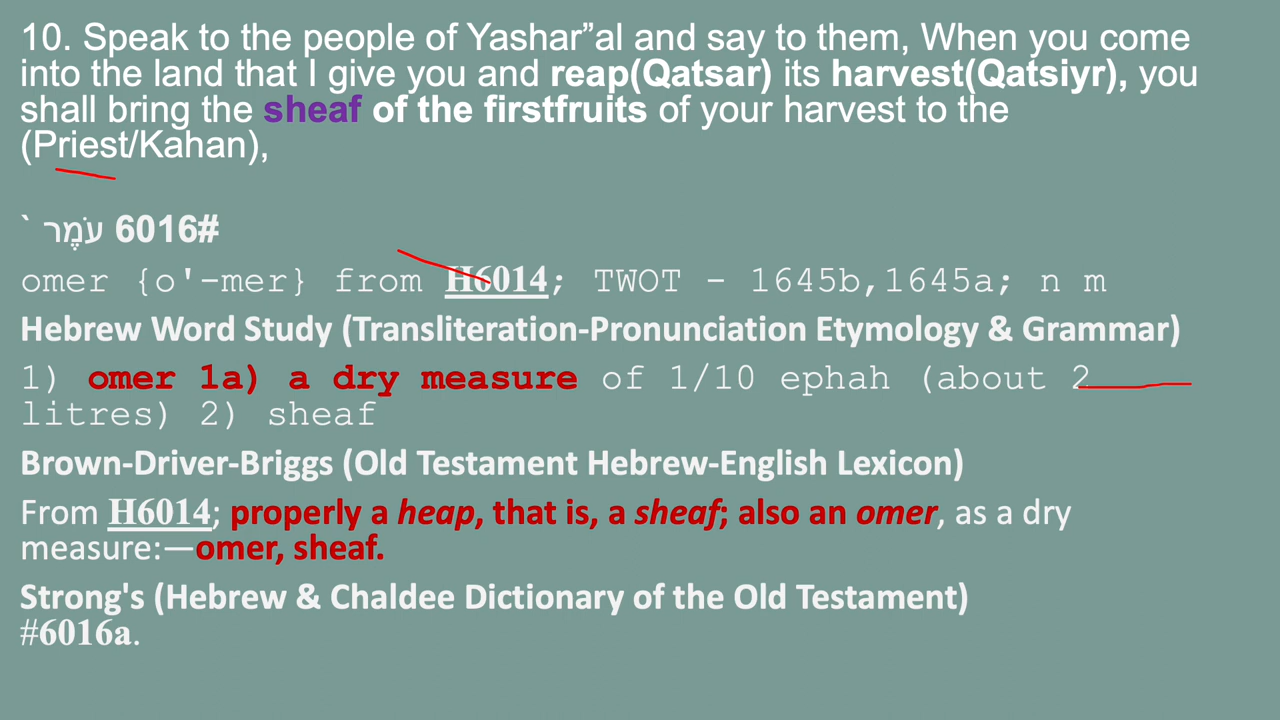 10. Speak to the people of Yashar”al and say to them, When you come
into the land that I give you and reap(Qatsar) its harvest(Qatsiyr), you
shall bring the sheaf of the firstfruits of your harvest to the
(Priest/Kahan),
` עֹמֶר 6016#
omer {o'-mer} from H6014; TWOT - 1645b,1645a; n m
Hebrew Word Study (Transliteration-Pronunciation Etymology & Grammar)
1) omer 1a) a dry measure of 1/10 ephah (about 2
litres) 2) sheaf
Brown-Driver-Briggs (Old Testament Hebrew-English Lexicon)
From H6014; properly a heap, that is, a sheaf; also an omer, as a dry
measure:—omer, sheaf.
Strong's (Hebrew & Chaldee Dictionary of the Old Testament)
#6016a.